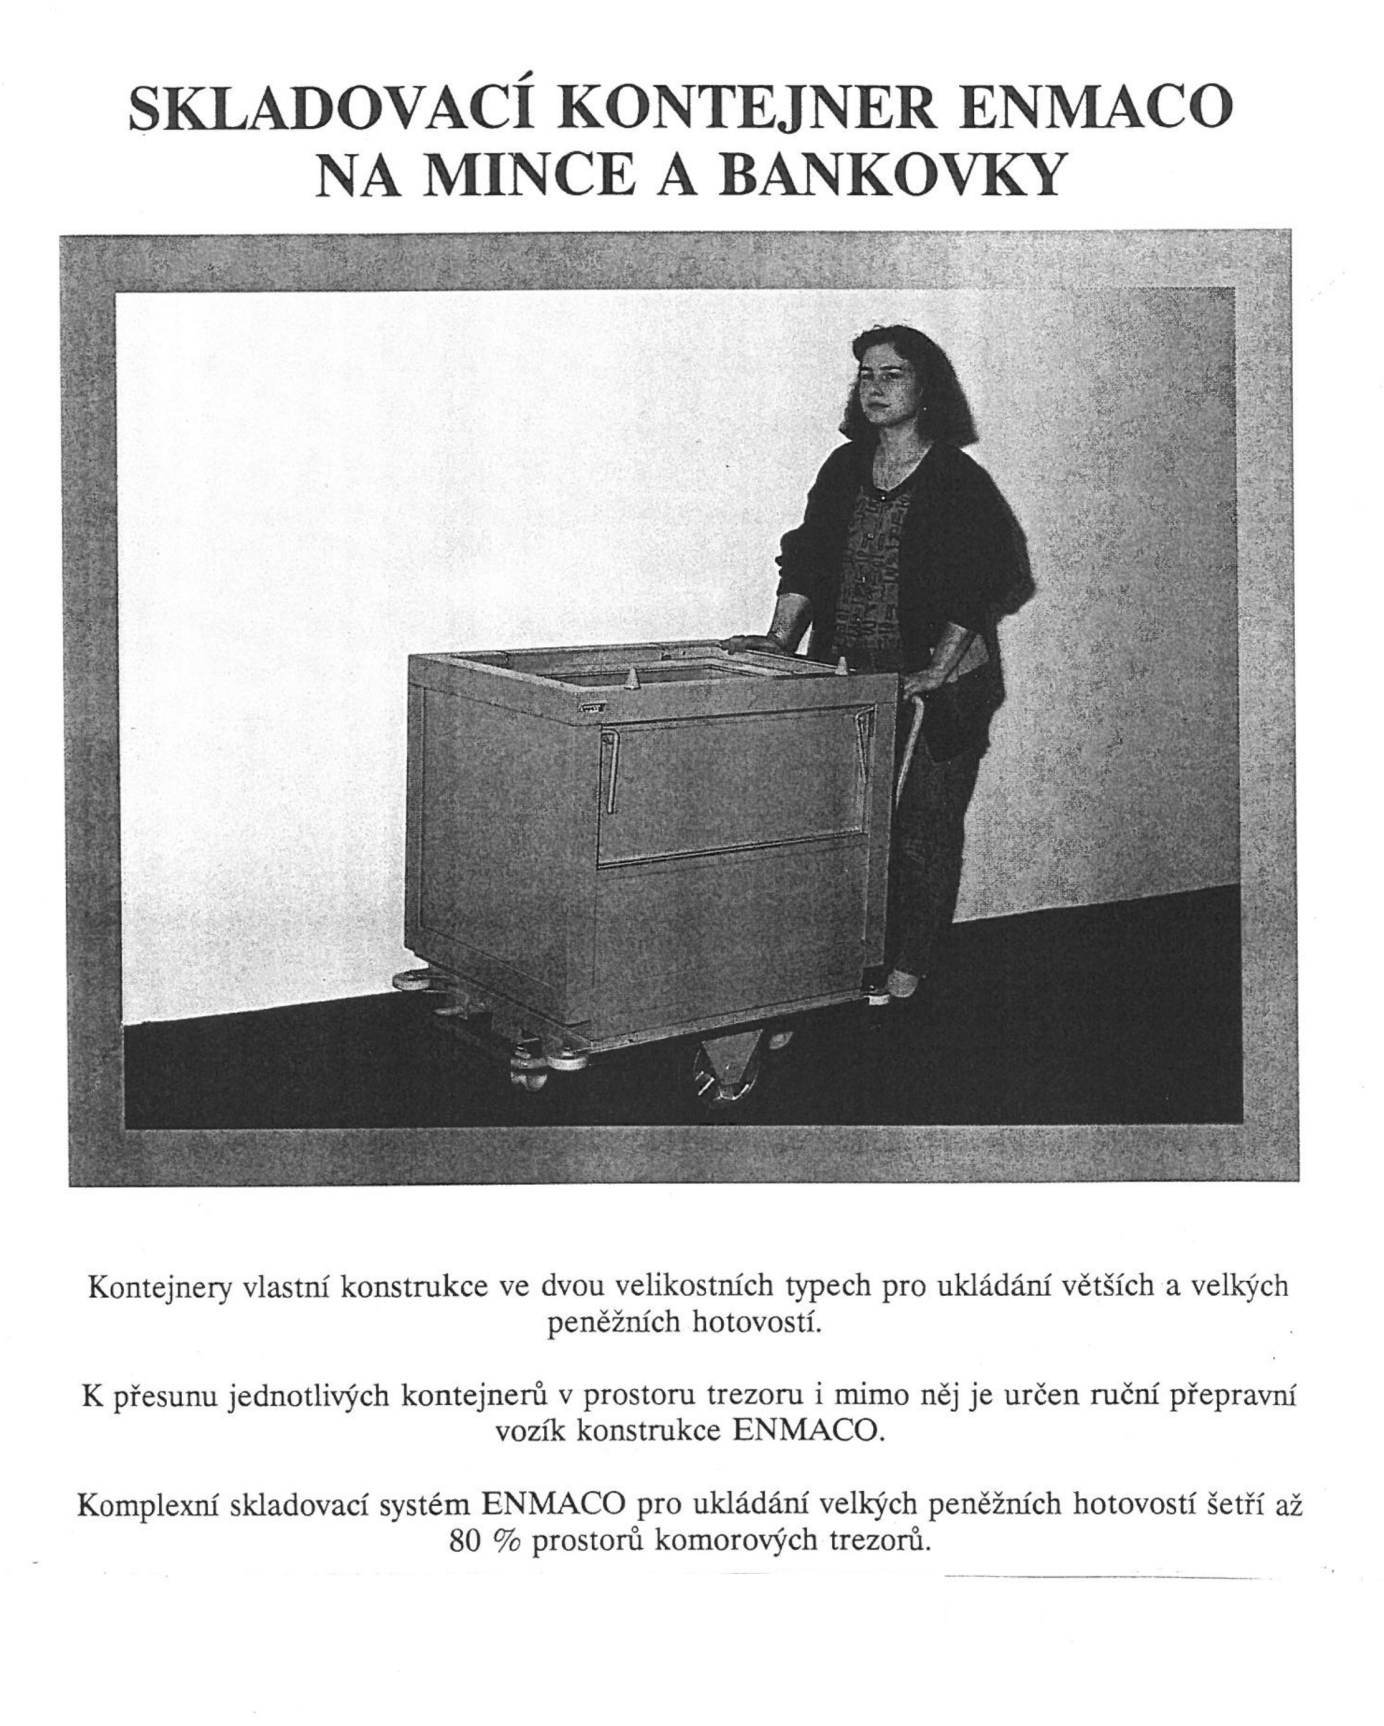 SKLADOVACÍ KONTEJNER ENMACO
NA MINCE A BANKOVKY
Kontejnery vlastní konstrukce ve dvou velikostních typech pro ukládání větších a velkých
peněžních hotovostí.
K přesunu jednotlivých kontejnerů v prostoru trezoru i mimo něj je určen ruční přepravní
vozík konstrukce ENMACO.
Komplexní skladovací systém ENMACO pro ukládání velkých peněžních hotovostí šetří až
80 % prostorů komorových trezorů.